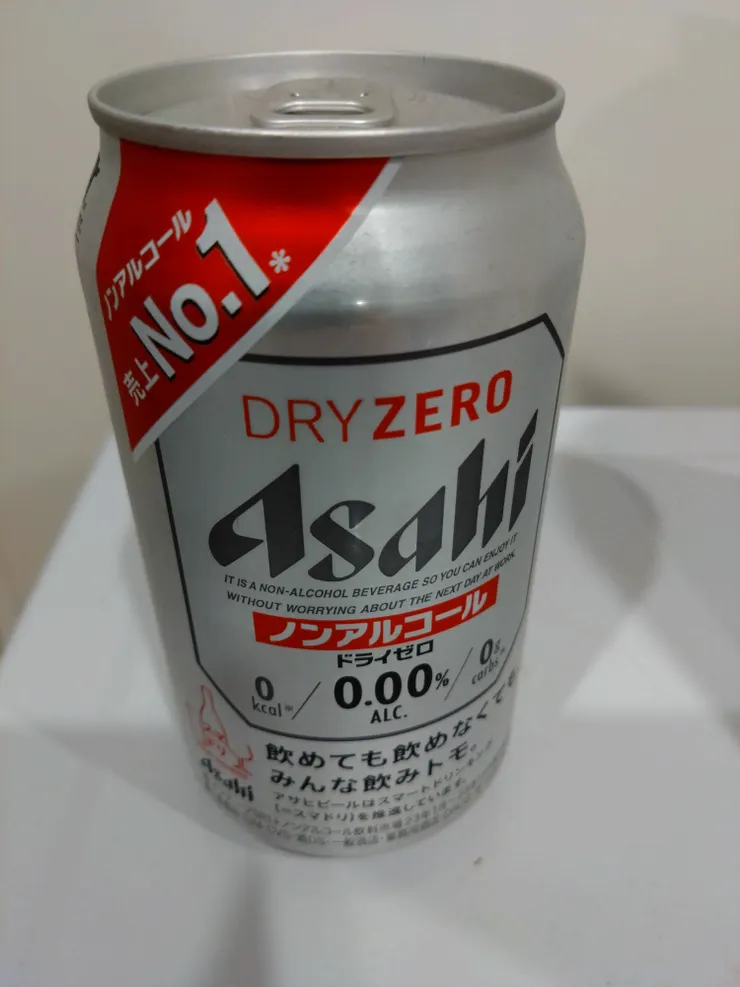 ノンアルコール
売上No.1*
DRY ZERO
Asahi
IT IS A NON-ALCOHOL BEVERAGE SO YOU CAN ENJOY IT
WITHOUT WORRYING ABOUT THE NEXT DAY AT WORK.
ノンアルコール
ドライゼロ
0 kcal※ / 0.00% ALC. / 0g carbs※
飲めても飲めなくても
みんな飲みトモ。
アサヒビールはスマートドリンキング
(=スマドリ)を推進しています。
Asahi